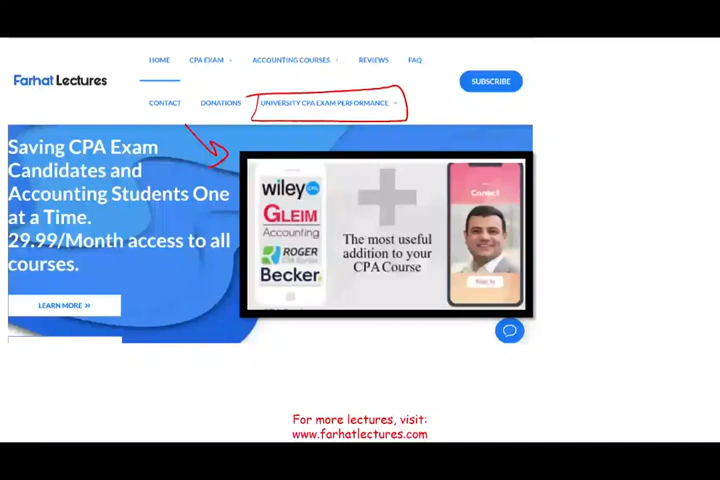 HOME CPA EXAM ACCOUNTING COURSES REVIEWS FAQ
Farhat Lectures
SUBSCRIBE
CONTACT DONATIONS UNIVERSITY CPA EXAM PERFORMANCE
Saving CPA Exam
Candidates and
Accounting Students One
at a Time.
29.99/Month access to all
courses.
LEARN MORE »
wiley CPA
GLEIM
Accounting
ROGER
Becker
The most useful
addition to your
CPA Course
Connect
For more lectures, visit:
www.farhatlectures.com